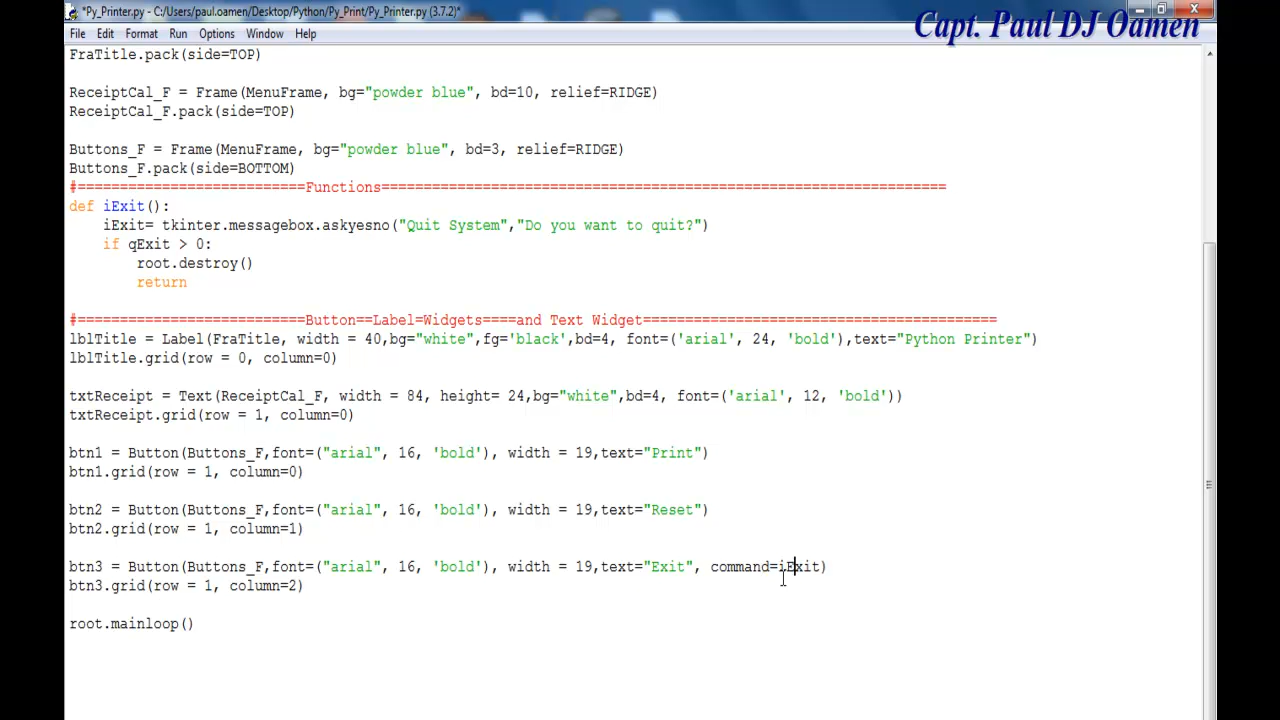 *Py_Printer.py - C:/Users/paul.oamen/Desktop/Python/Py_Print/Py_Printer.py (3.7.2)*
Capt. Paul DJ Oamen
File Edit Format Run Options Window Help
FraTitle.pack(side=TOP)
ReceiptCal_F = Frame(MenuFrame, bg="powder blue", bd=10, relief=RIDGE)
ReceiptCal_F.pack(side=TOP)
Buttons_F = Frame(MenuFrame, bg="powder blue", bd=3, relief=RIDGE)
Buttons_F.pack(side=BOTTOM)
#===========================Functions===================================================================
def iExit():
    iExit= tkinter.messagebox.askyesno("Quit System","Do you want to quit?")
    if qExit > 0:
        root.destroy()
        return
#===========================Button==Label=Widgets====and Text Widget==========================================
lblTitle = Label(FraTitle, width = 40,bg="white",fg='black',bd=4, font=('arial', 24, 'bold'),text="Python Printer")
lblTitle.grid(row = 0, column=0)
txtReceipt = Text(ReceiptCal_F, width = 84, height= 24,bg="white",bd=4, font=('arial', 12, 'bold'))
txtReceipt.grid(row = 1, column=0)
btn1 = Button(Buttons_F,font=("arial", 16, 'bold'), width = 19,text="Print")
btn1.grid(row = 1, column=0)
btn2 = Button(Buttons_F,font=("arial", 16, 'bold'), width = 19,text="Reset")
btn2.grid(row = 1, column=1)
btn3 = Button(Buttons_F,font=("arial", 16, 'bold'), width = 19,text="Exit", command=iExit)
btn3.grid(row = 1, column=2)
root.mainloop()